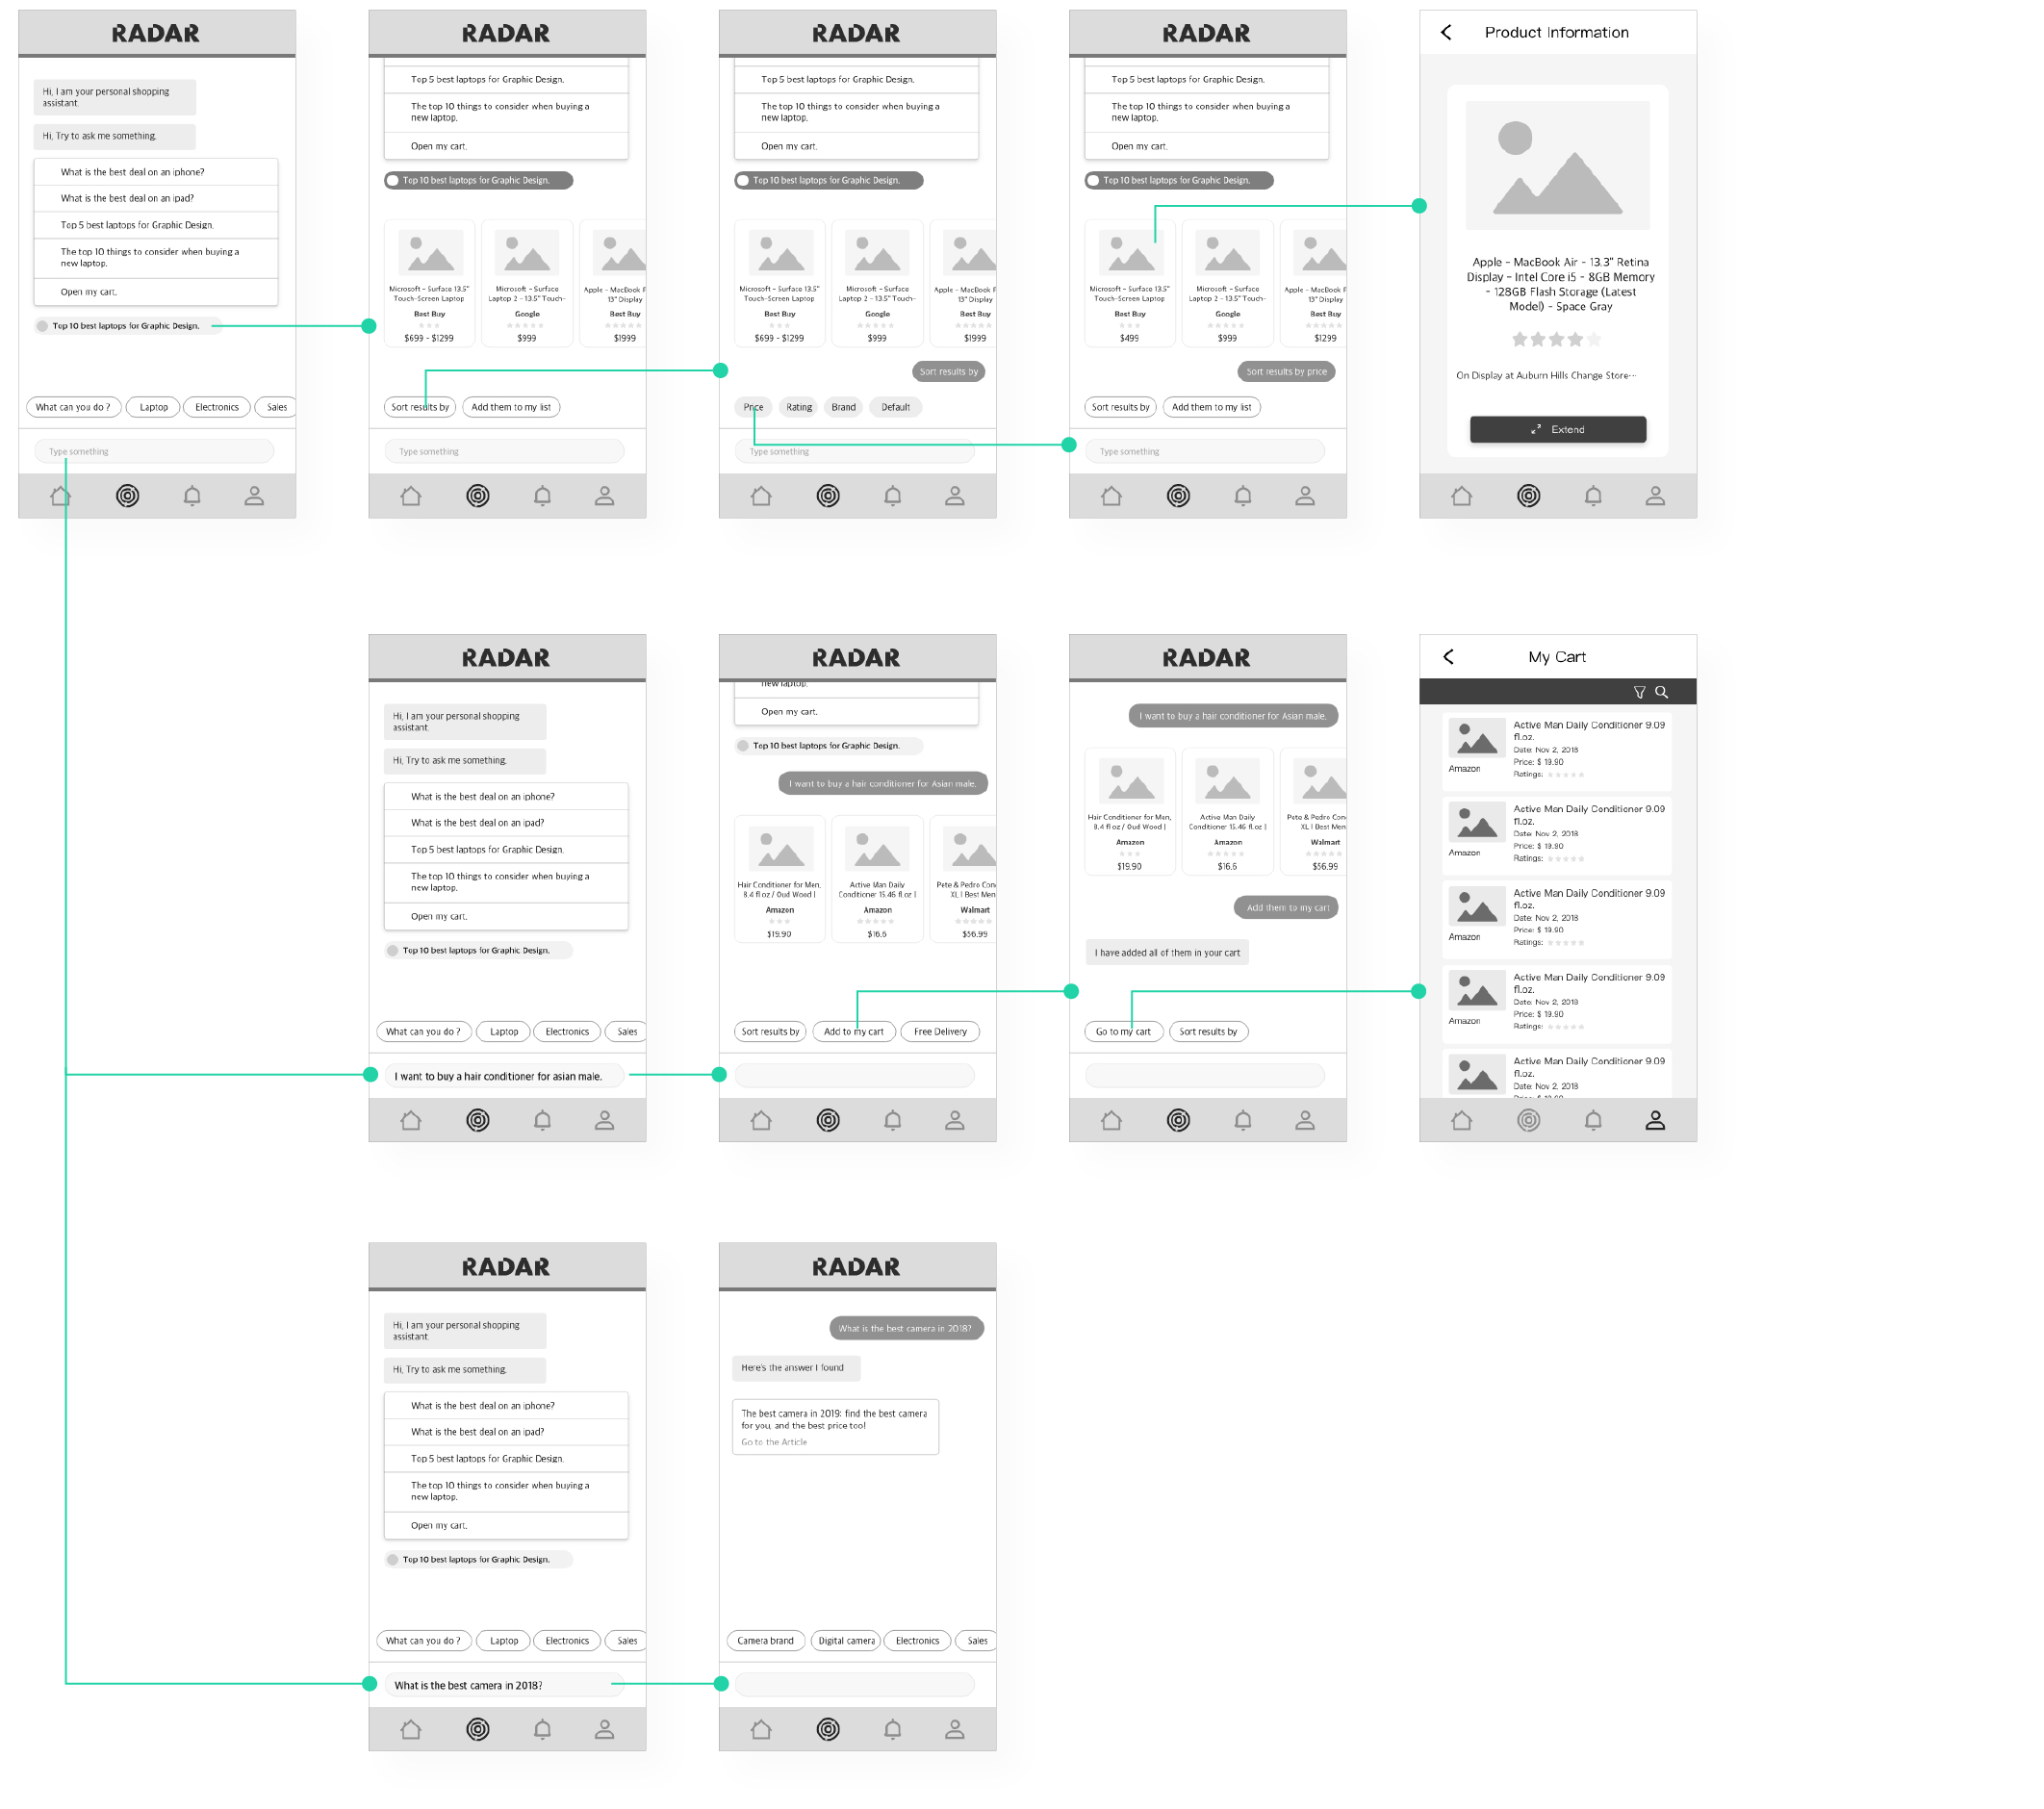 RADAR
Hi, I am your personal shopping
assistant.
Hi, Try to ask me something.
What is the best deal on an iphone?
What is the best deal on an ipad?
Top 5 best laptops for Graphic Design.
The top 10 things to consider when buying a
new laptop.
Open my cart.
Top 10 best laptops for Graphic Design.
What can you do ?
Laptop
Electronics
Sales
Type something
RADAR
Top 5 best laptops for Graphic Design.
The top 10 things to consider when buying a
new laptop.
Open my cart.
Top 10 best laptops for Graphic Design.
Microsoft - Surface 13.5"
Touch-Screen Laptop
Best Buy
$699 - $1299
Microsoft - Surface
Laptop 2 - 13.5" Touch-
Google
$999
Apple - MacBook P
13" Display
Best Buy
$1999
Sort results by
Add them to my list
Type something
RADAR
Top 5 best laptops for Graphic Design.
The top 10 things to consider when buying a
new laptop.
Open my cart.
Top 10 best laptops for Graphic Design.
Microsoft - Surface 13.5"
Touch-Screen Laptop
Best Buy
$699 - $1299
Microsoft - Surface
Laptop 2 - 13.5" Touch-
Google
$999
Apple - MacBook P
13" Display
Best Buy
$1999
Sort results by
Price
Rating
Brand
Default
Type something
RADAR
Top 5 best laptops for Graphic Design.
The top 10 things to consider when buying a
new laptop.
Open my cart.
Top 10 best laptops for Graphic Design.
Microsoft - Surface 13.5"
Touch-Screen Laptop
Best Buy
$499
Microsoft - Surface
Laptop 2 - 13.5" Touch-
Google
$999
Apple - MacBook P
13" Display
Best Buy
$1299
Sort results by price
Sort results by
Add them to my list
Type something
Product Information
Apple - MacBook Air - 13.3" Retina
Display - Intel Core i5 - 8GB Memory
- 128GB Flash Storage (Latest
Model) - Space Gray
On Display at Auburn Hills Change Store···
Extend
RADAR
Hi, I am your personal shopping
assistant.
Hi, Try to ask me something.
What is the best deal on an iphone?
What is the best deal on an ipad?
Top 5 best laptops for Graphic Design.
The top 10 things to consider when buying a
new laptop.
Open my cart.
Top 10 best laptops for Graphic Design.
What can you do ?
Laptop
Electronics
Sales
I want to buy a hair conditioner for asian male.
RADAR
new laptop.
Open my cart.
Top 10 best laptops for Graphic Design.
I want to buy a hair conditioner for Asian male.
Hair Conditioner for Men,
8.4 fl oz / Oud Wood |
Amazon
$19.90
Active Man Daily
Conditioner 15.46 fl.oz |
Amazon
$16.6
Pete & Pedro Con
XL | Best Men
Walmart
$56.99
Sort results by
Add to my cart
Free Delivery
RADAR
I want to buy a hair conditioner for Asian male.
Hair Conditioner for Men,
8.4 fl oz / Oud Wood |
Amazon
$19.90
Active Man Daily
Conditioner 15.46 fl.oz |
Amazon
$16.6
Pete & Pedro Con
XL | Best Men
Walmart
$56.99
Add them to my cart
I have added all of them in your cart
Go to my cart
Sort results by
My Cart
Active Man Daily Conditioner 9.09
fl.oz.
Date: Nov 2, 2018
Price: $ 19.90
Amazon
Ratings:
Active Man Daily Conditioner 9.09
fl.oz.
Date: Nov 2, 2018
Price: $ 19.90
Amazon
Ratings:
Active Man Daily Conditioner 9.09
fl.oz.
Date: Nov 2, 2018
Price: $ 19.90
Amazon
Ratings:
Active Man Daily Conditioner 9.09
fl.oz.
Date: Nov 2, 2018
Price: $ 19.90
Amazon
Ratings:
Active Man Daily Conditioner 9.09
fl.oz.
Date: Nov 2, 2018
Price: $ 19.90
RADAR
Hi, I am your personal shopping
assistant.
Hi, Try to ask me something.
What is the best deal on an iphone?
What is the best deal on an ipad?
Top 5 best laptops for Graphic Design.
The top 10 things to consider when buying a
new laptop.
Open my cart.
Top 10 best laptops for Graphic Design.
What can you do ?
Laptop
Electronics
Sales
What is the best camera in 2018?
RADAR
What is the best camera in 2018?
Here's the answer I found
The best camera in 2019: find the best camera
for you, and the best price too!
Go to the Article
Camera brand
Digital camera
Electronics
Sales